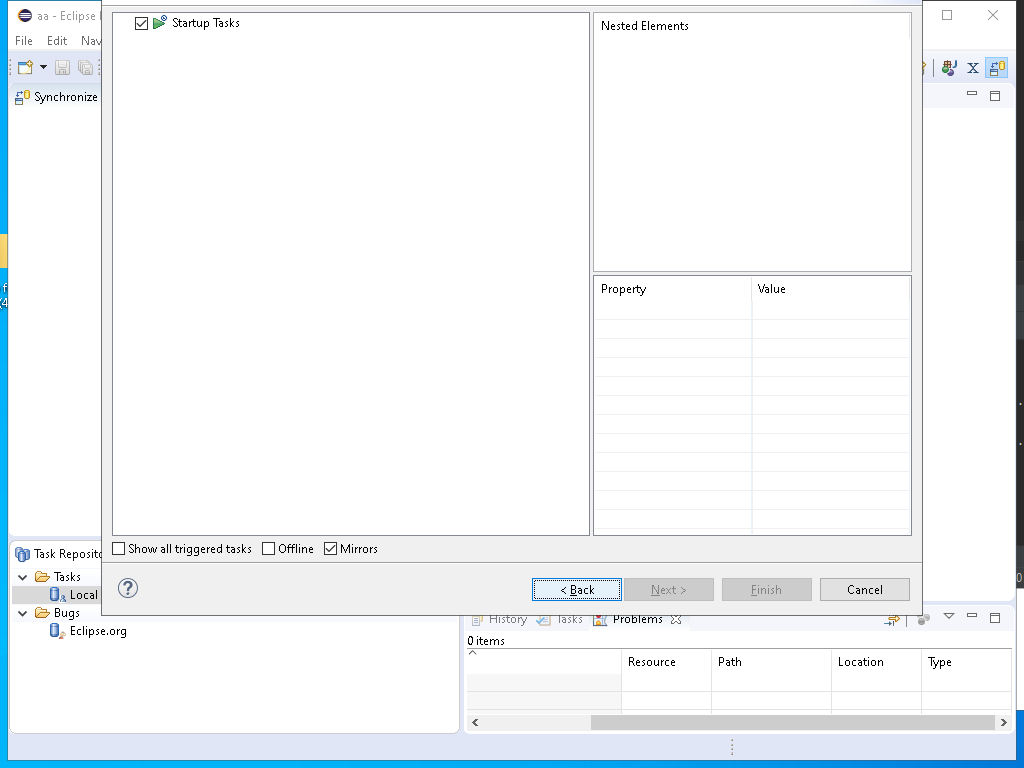 aa - Eclipse
File Edit Nav
Synchronize
Startup Tasks
Nested Elements
Property Value
Show all triggered tasks Offline Mirrors
< Back Next > Finish Cancel
Task Reposito
Tasks
Local
Bugs
Eclipse.org
History Tasks Problems
0 items
Resource Path Location Type